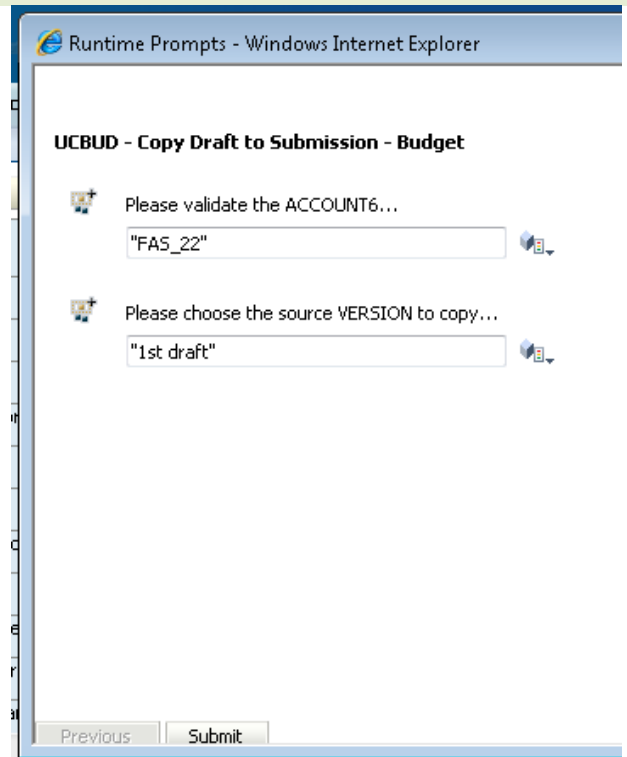 Runtime Prompts - Windows Internet Explorer
UCBUD - Copy Draft to Submission - Budget
Please validate the ACCOUNT6...
"FAS_22"
Please choose the source VERSION to copy...
"1st draft"
Previous Submit